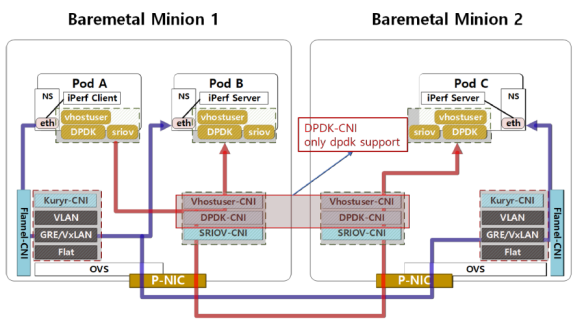 Baremetal Minion 1
Baremetal Minion 2
Pod A
NS
iPerf Client
vhostuser
eth
DPDK
sriov
Pod B
NS
iPerf Server
vhostuser
eth
DPDK
sriov
Pod C
iPerf Server
NS
vhostuser
sriov
DPDK
eth
DPDK-CNI
only dpdk support
Flannel-CNI
Kuryr-CNI
VLAN
GRE/VxLAN
Flat
OVS
P-NIC
Vhostuser-CNI
DPDK-CNI
SRIOV-CNI
Vhostuser-CNI
DPDK-CNI
SRIOV-CNI
Kuryr-CNI
VLAN
GRE/VxLAN
Flat
Flannel-CNI
P-NIC
OVS